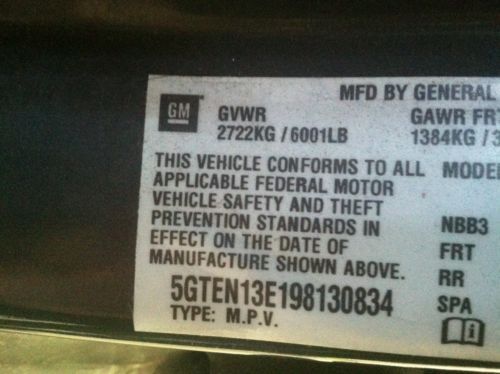 GM
MFD BY GENERAL
GVWR GAWR FRT
2722KG / 6001LB 1384KG / 3
THIS VEHICLE CONFORMS TO ALL MODEL
APPLICABLE FEDERAL MOTOR
VEHICLE SAFETY AND THEFT
PREVENTION STANDARDS IN NBB3
EFFECT ON THE DATE OF FRT
MANUFACTURE SHOWN ABOVE. RR
5GTEN13E198130834 SPA
TYPE: M.P.V.